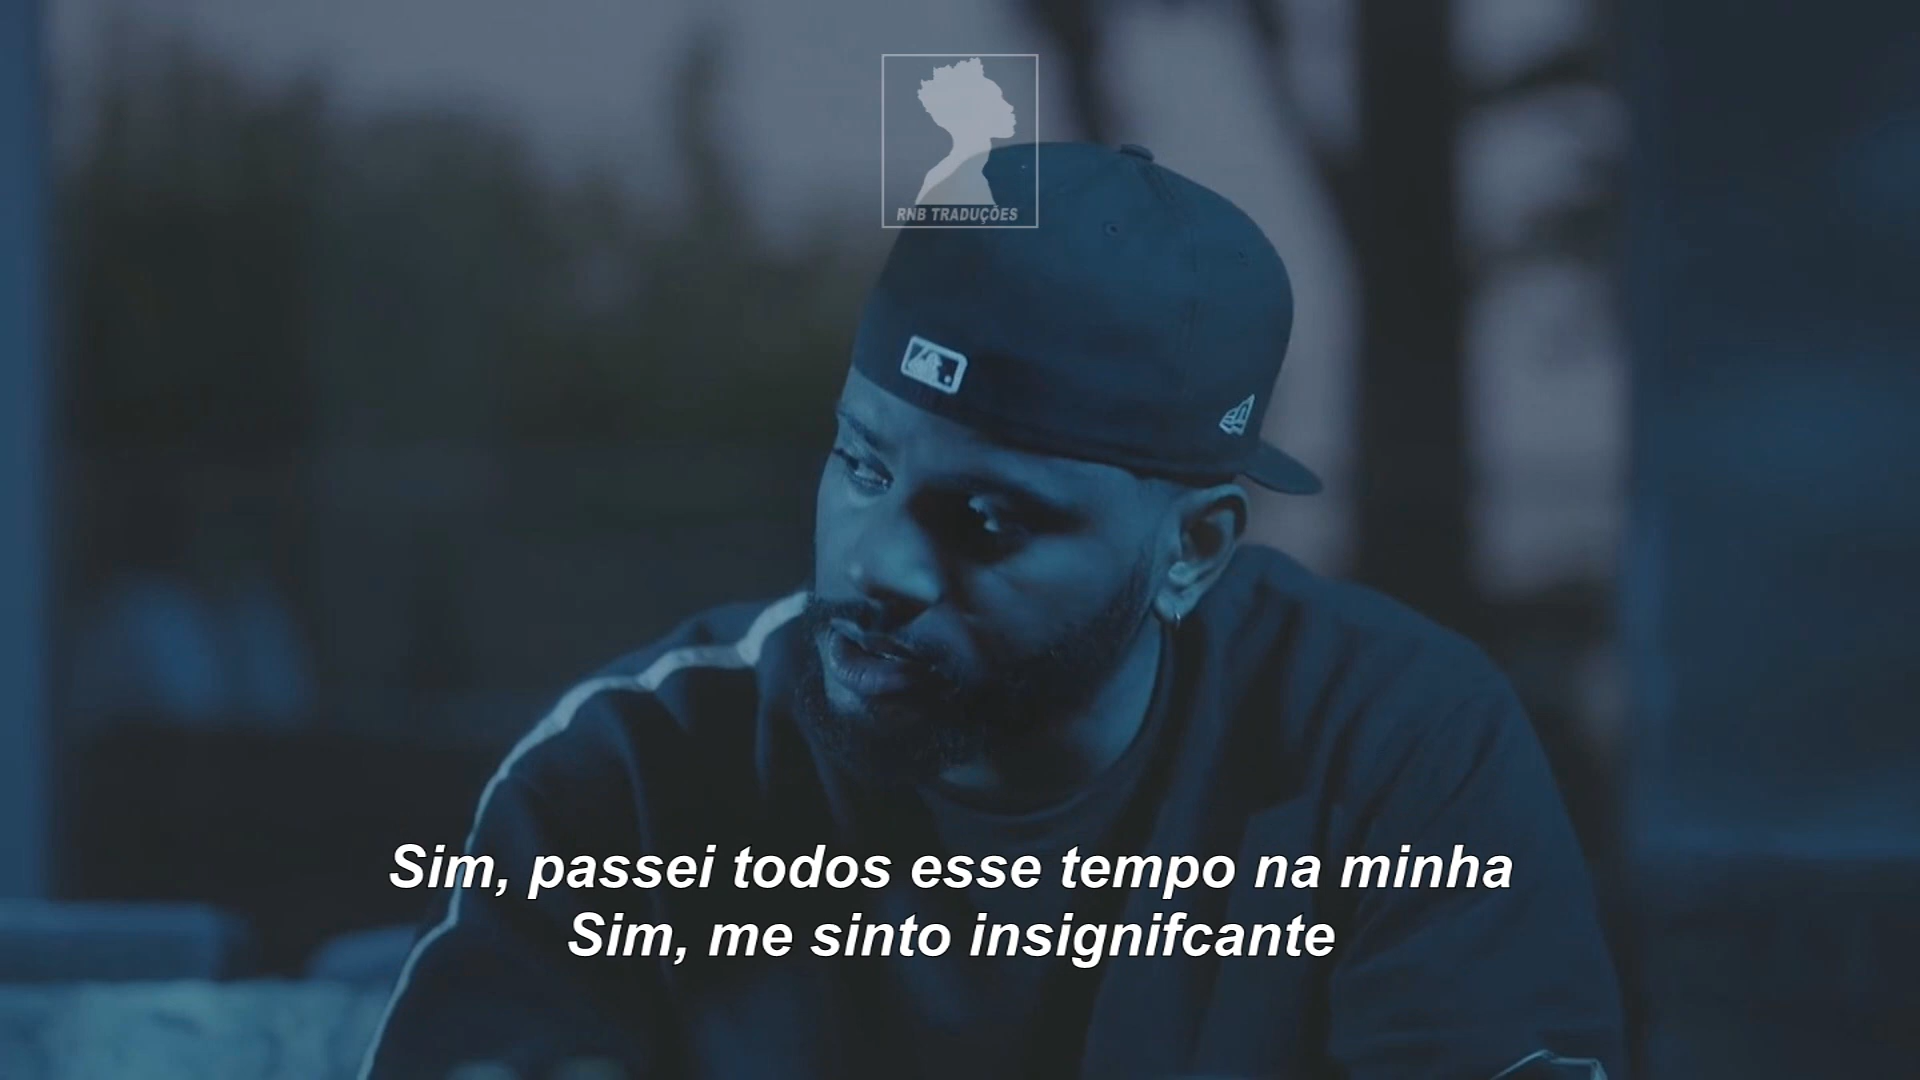 RNB TRADUÇÕES
Sim, passei todos esse tempo na minha
Sim, me sinto insignifcante